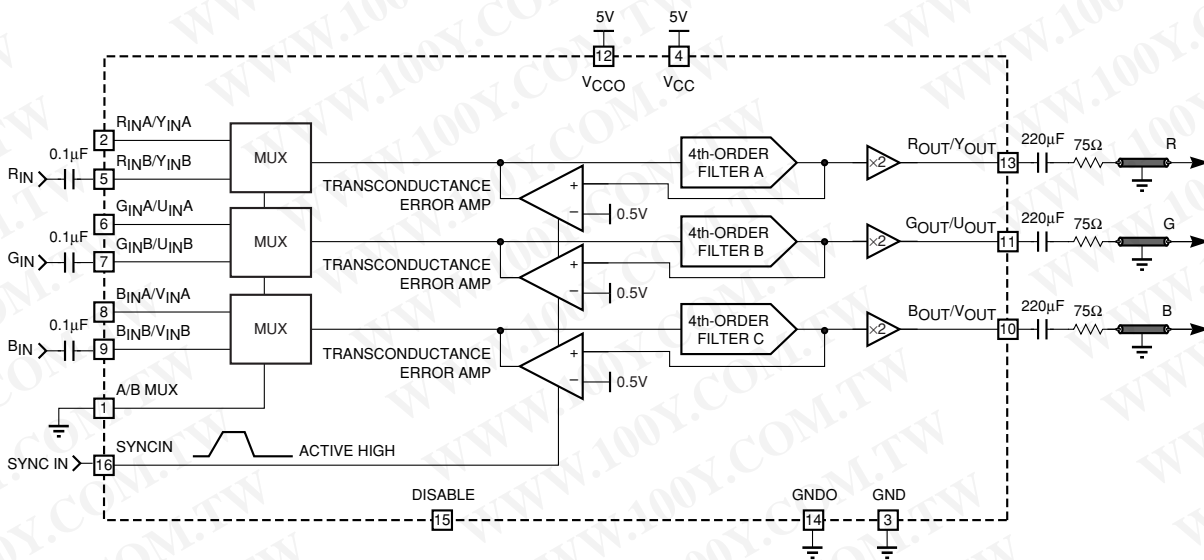 5V
5V
12
4
VCCO
VCC
RINA/YINA
2
0.1µF
RINB/YINB
RIN
5
MUX
TRANSCONDUCTANCE
ERROR AMP
+
−
0.5V
4th-ORDER
FILTER A
×2
ROUT/YOUT
13
220µF
75Ω
R
GINA/UINA
6
0.1µF
GINB/UINB
GIN
7
MUX
TRANSCONDUCTANCE
ERROR AMP
+
−
0.5V
4th-ORDER
FILTER B
×2
GOUT/UOUT
11
220µF
75Ω
G
BINA/VINA
8
0.1µF
BINB/VINB
BIN
9
MUX
TRANSCONDUCTANCE
ERROR AMP
+
−
0.5V
4th-ORDER
FILTER C
×2
BOUT/VOUT
10
220µF
75Ω
B
A/B MUX
1
SYNCIN
ACTIVE HIGH
SYNC IN
16
DISABLE
15
GNDO
14
GND
3
WWW.100Y.COM.TW